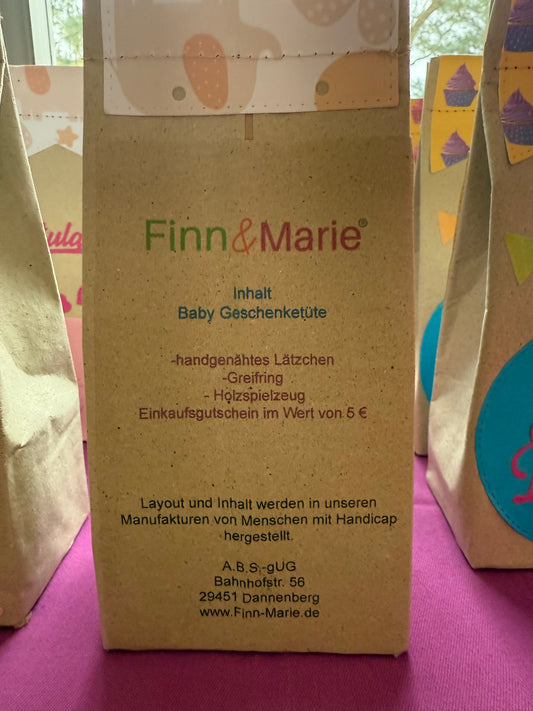 Finn&Marie®
Inhalt
Baby Geschenketüte
-handgenähtes Lätzchen
-Greifring
- Holzspielzeug
Einkaufsgutschein im Wert von 5 €
Layout und Inhalt werden in unseren
Manufakturen von Menschen mit Handicap
hergestellt.
A.B.S.-gUG
Bahnhofstr. 56
29451 Dannenberg
www.Finn-Marie.de